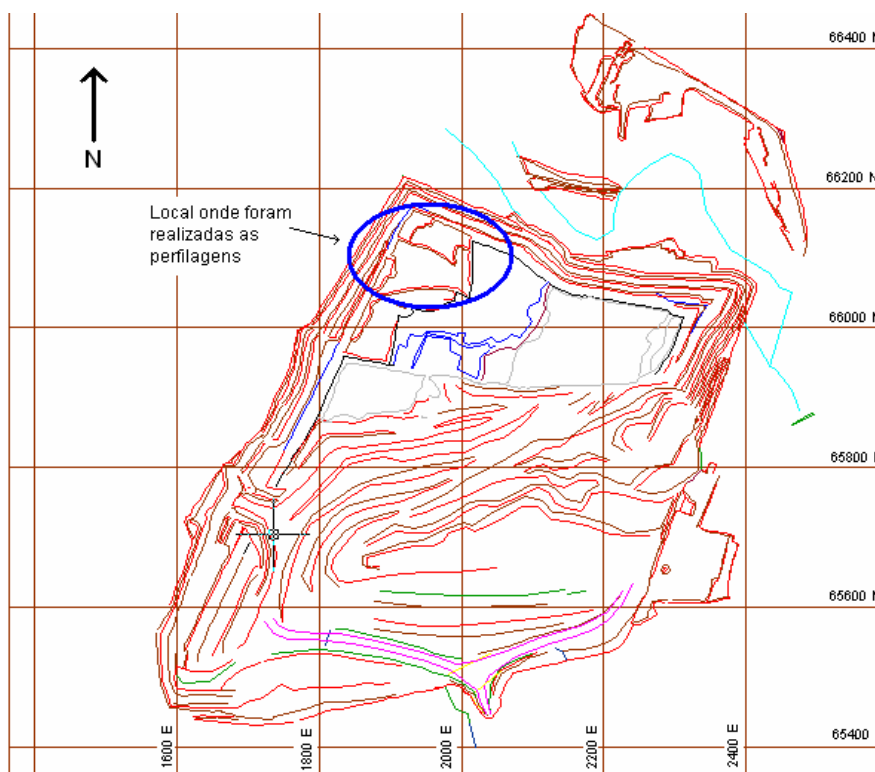 66400 N
N
66200 N
Local onde foram
realizadas as
perfilagens
66000 N
65800 N
65600 N
65400
1600 E
1800 E
2000 E
2200 E
2400 E